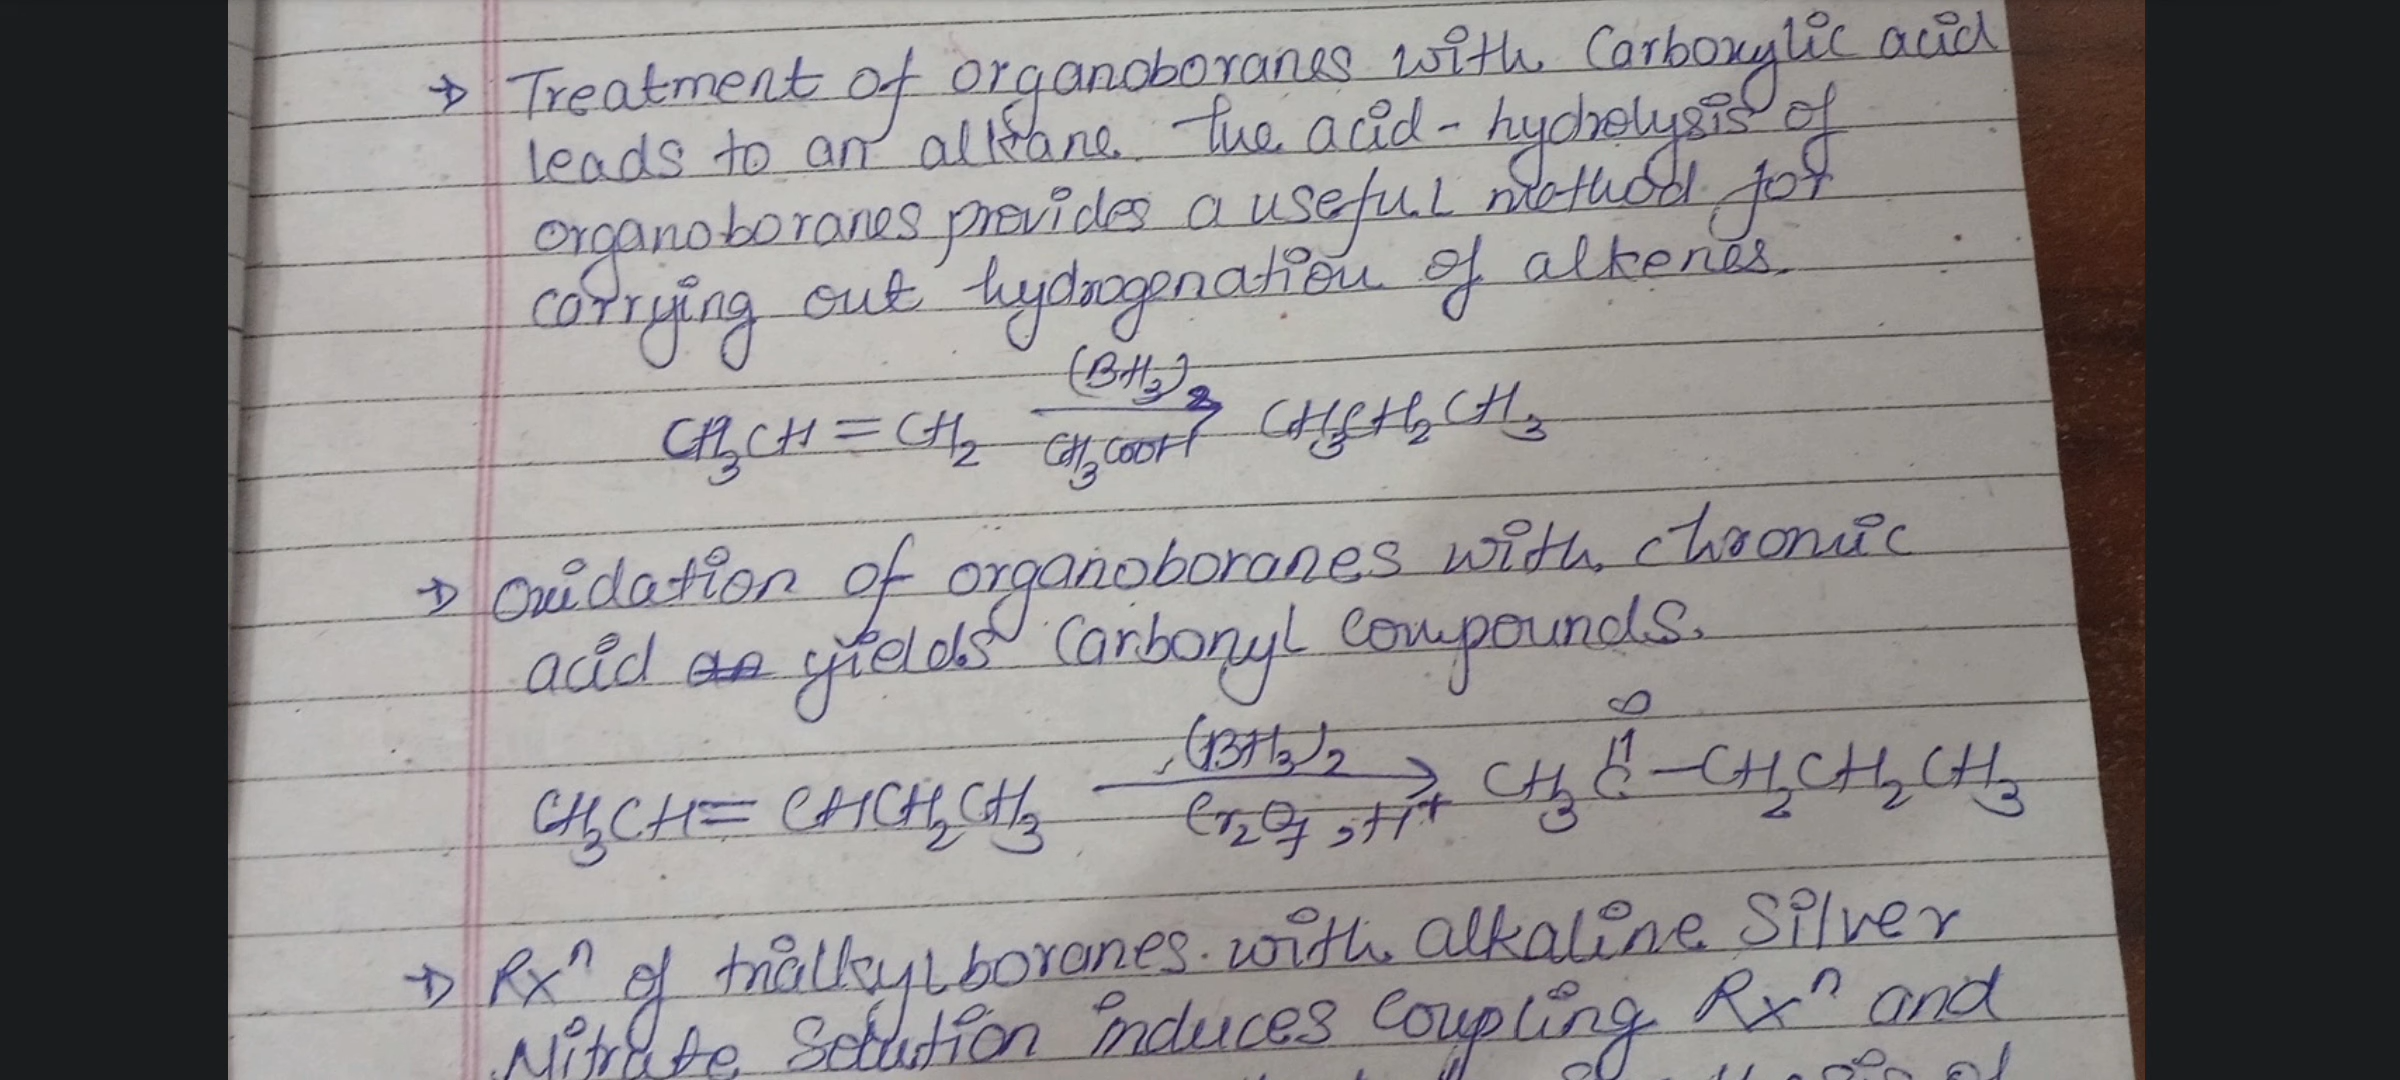 → Treatment of organoboranes with Carboxylic acid
leads to an alkane. The acid-hydrolysis of
organoboranes provides a useful method for
carrying out hydrogenation of alkenes.
(BH3)2
CH3CH=CH2 → CH3CH2CH3
CH3COOH
→ Oxidation of organoboranes with chromic
acid yields Carbonyl compounds.
O
(BH3)2
CH3CH=CHCH2CH3 → CH3C-CH2CH2CH3
Cr2O7, H+
→ Rxn of trialkylboranes with alkaline Silver
Nitrate Solution induces coupling Rxn and